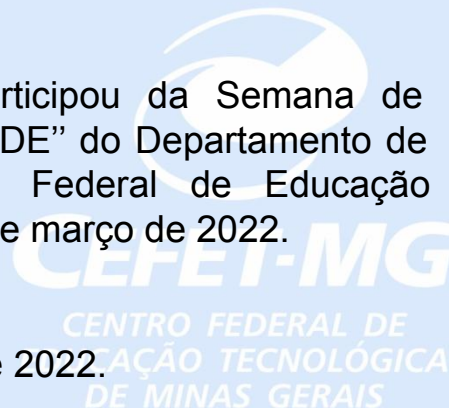 rticipou da Semana de
DE” do Departamento de
Federal de Educação
e março de 2022.
CEFET-MG
CENTRO FEDERAL DE
EDUCAÇÃO TECNOLÓGICA
DE MINAS GERAIS
e 2022.